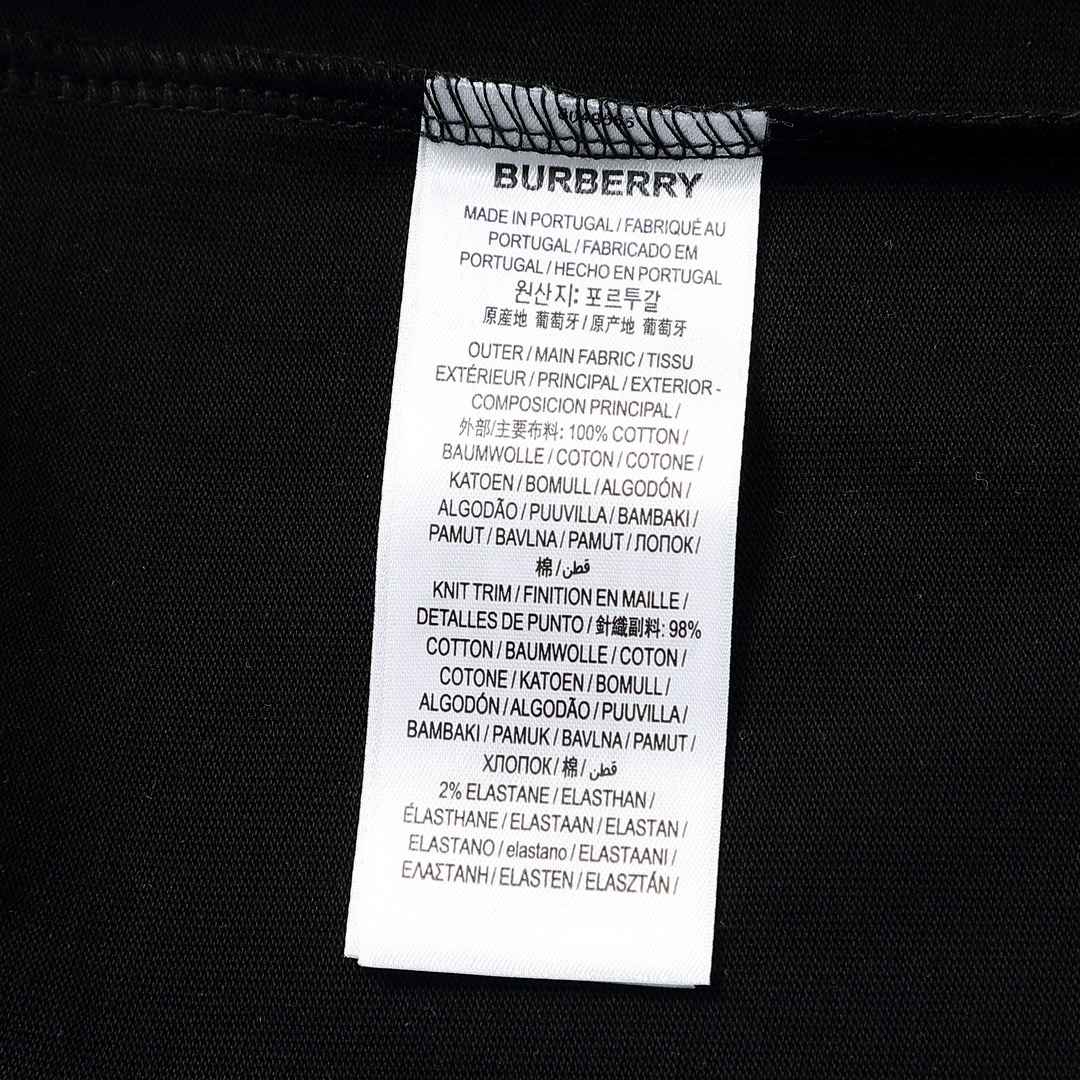 BURBERRY
MADE IN PORTUGAL / FABRIQUÉ AU
PORTUGAL / FABRICADO EM
PORTUGAL / HECHO EN PORTUGAL
원산지: 포르투갈
原產地 葡萄牙 / 原产地 葡萄牙
OUTER / MAIN FABRIC / TISSU
EXTÉRIEUR / PRINCIPAL / EXTERIOR -
COMPOSICION PRINCIPAL /
外部/主要布料: 100% COTTON /
BAUMWOLLE / COTON / COTONE /
KATOEN / BOMULL / ALGODÓN /
ALGODÃO / PUUVILLA / BAMBAKI /
PAMUT / BAVLNA / PAMUT / ЛОПОК /
棉 / قطن
KNIT TRIM / FINITION EN MAILLE /
DETALLES DE PUNTO / 針織副料: 98%
COTTON / BAUMWOLLE / COTON /
COTONE / KATOEN / BOMULL /
ALGODÓN / ALGODÃO / PUUVILLA /
BAMBAKI / PAMUK / BAVLNA / PAMUT /
ХЛОПОК / 棉 / قطن
2% ELASTANE / ELASTHAN /
ÉLASTHANE / ELASTAAN / ELASTAN /
ELASTANO / elastano / ELASTAANI /
ΕΛΑΣΤΑΝΗ / ELASTEN / ELASZTÁN /